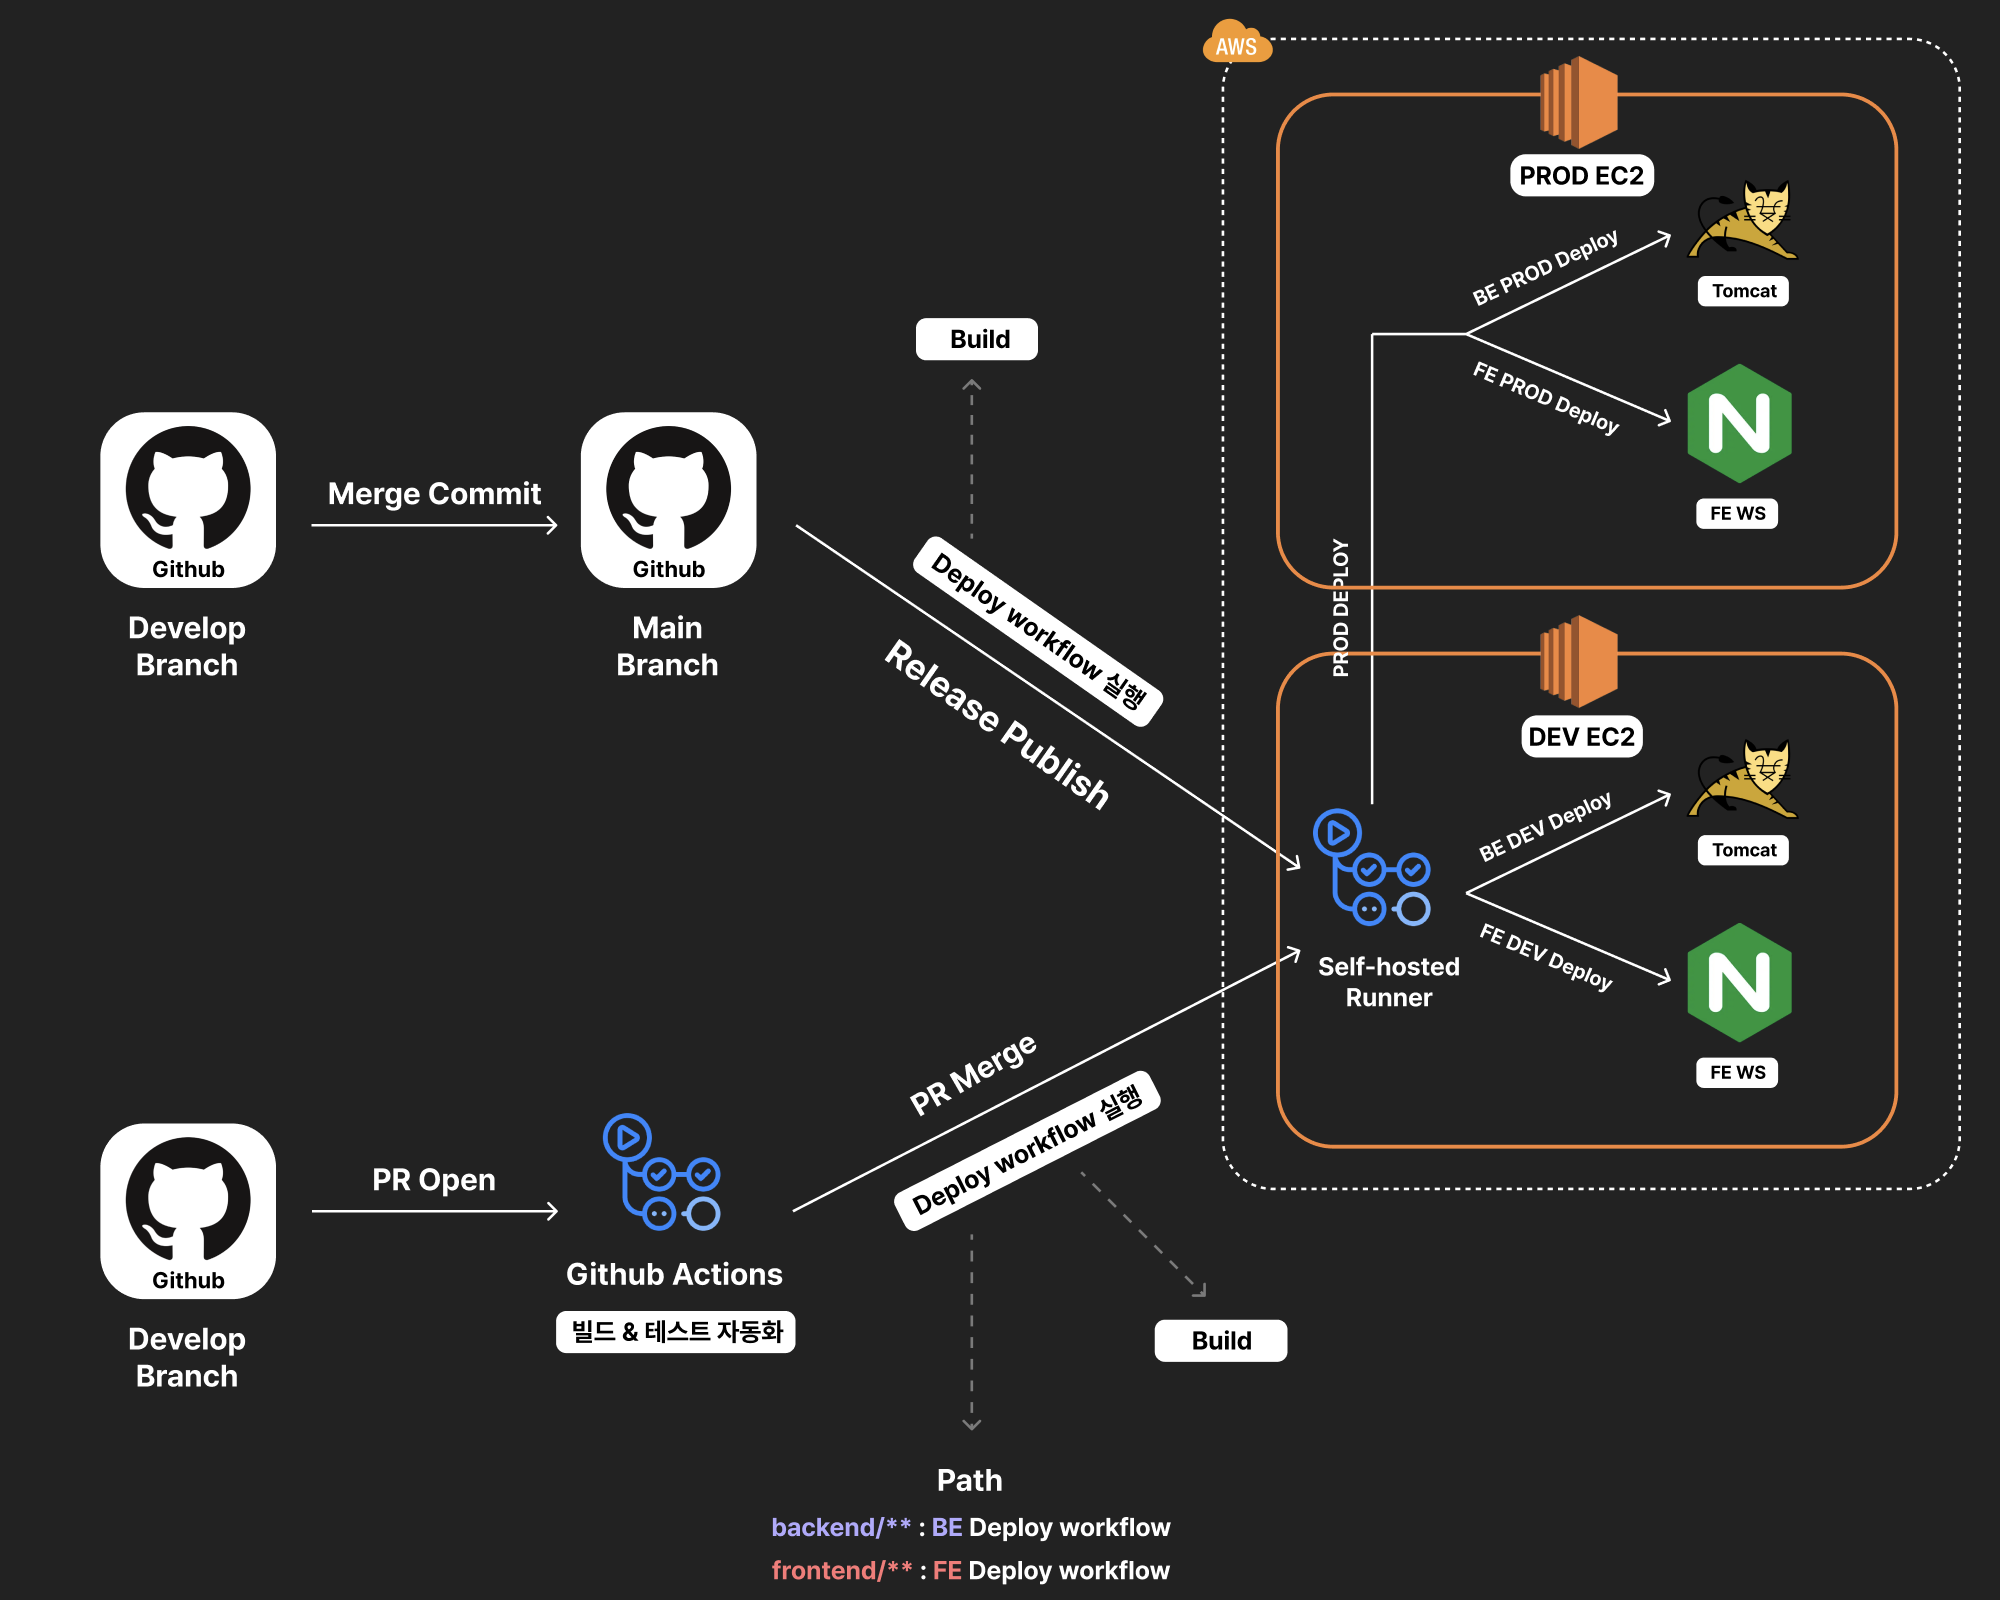 AWS
PROD EC2
BE PROD Deploy
Tomcat
FE PROD Deploy
FE WS
PROD DEPLOY
Build
Github
Develop
Branch
Merge Commit
Github
Main
Branch
Deploy workflow 실행
Release Publish
DEV EC2
BE DEV Deploy
Tomcat
FE DEV Deploy
FE WS
Self-hosted
Runner
Github
Develop
Branch
PR Open
Github Actions
빌드 & 테스트 자동화
PR Merge
Deploy workflow 실행
Build
Path
backend/** : BE Deploy workflow
frontend/** : FE Deploy workflow